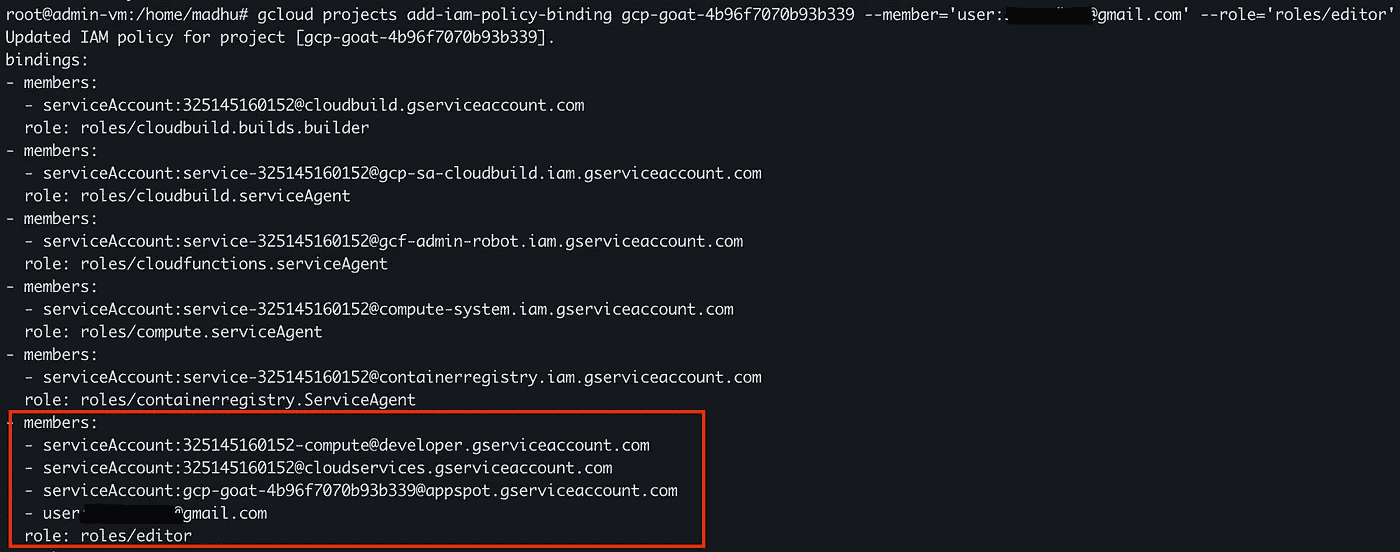 root@admin-vm:/home/madhu# gcloud projects add-iam-policy-binding gcp-goat-4b96f7070b93b339 --member='user: @gmail.com' --role='roles/editor'
Updated IAM policy for project [gcp-goat-4b96f7070b93b339].
bindings:
- members:
  - serviceAccount:325145160152@cloudbuild.gserviceaccount.com
  role: roles/cloudbuild.builds.builder
- members:
  - serviceAccount:service-325145160152@gcp-sa-cloudbuild.iam.gserviceaccount.com
  role: roles/cloudbuild.serviceAgent
- members:
  - serviceAccount:service-325145160152@gcf-admin-robot.iam.gserviceaccount.com
  role: roles/cloudfunctions.serviceAgent
- members:
  - serviceAccount:service-325145160152@compute-system.iam.gserviceaccount.com
  role: roles/compute.serviceAgent
- members:
  - serviceAccount:service-325145160152@containerregistry.iam.gserviceaccount.com
  role: roles/containerregistry.ServiceAgent
- members:
  - serviceAccount:325145160152-compute@developer.gserviceaccount.com
  - serviceAccount:325145160152@cloudservices.gserviceaccount.com
  - serviceAccount:gcp-goat-4b96f7070b93b339@appspot.gserviceaccount.com
  - user @gmail.com
  role: roles/editor